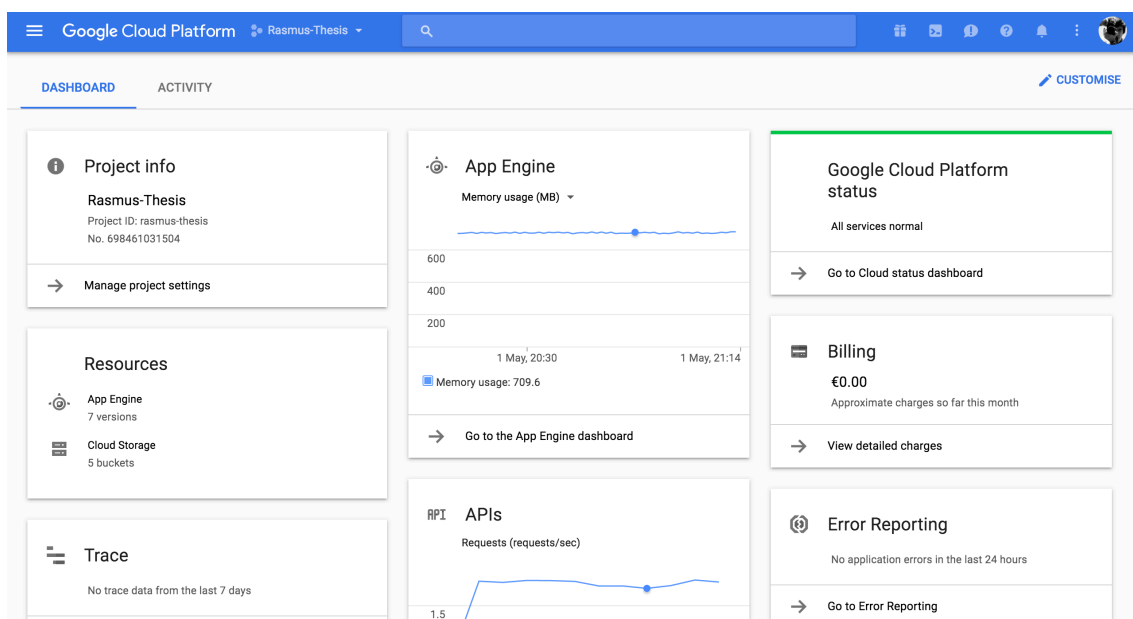 Google Cloud Platform
Rasmus-Thesis
DASHBOARD
ACTIVITY
CUSTOMISE
Project info
Rasmus-Thesis
Project ID: rasmus-thesis
No. 698461031504
Manage project settings
Resources
App Engine
7 versions
Cloud Storage
5 buckets
Trace
No trace data from the last 7 days
App Engine
Memory usage (MB)
600
400
200
1 May, 20:30
1 May, 21:14
Memory usage: 709.6
Go to the App Engine dashboard
API
APIs
Requests (requests/sec)
1.5
Google Cloud Platform
status
All services normal
Go to Cloud status dashboard
Billing
€0.00
Approximate charges so far this month
View detailed charges
Error Reporting
No application errors in the last 24 hours
Go to Error Reporting